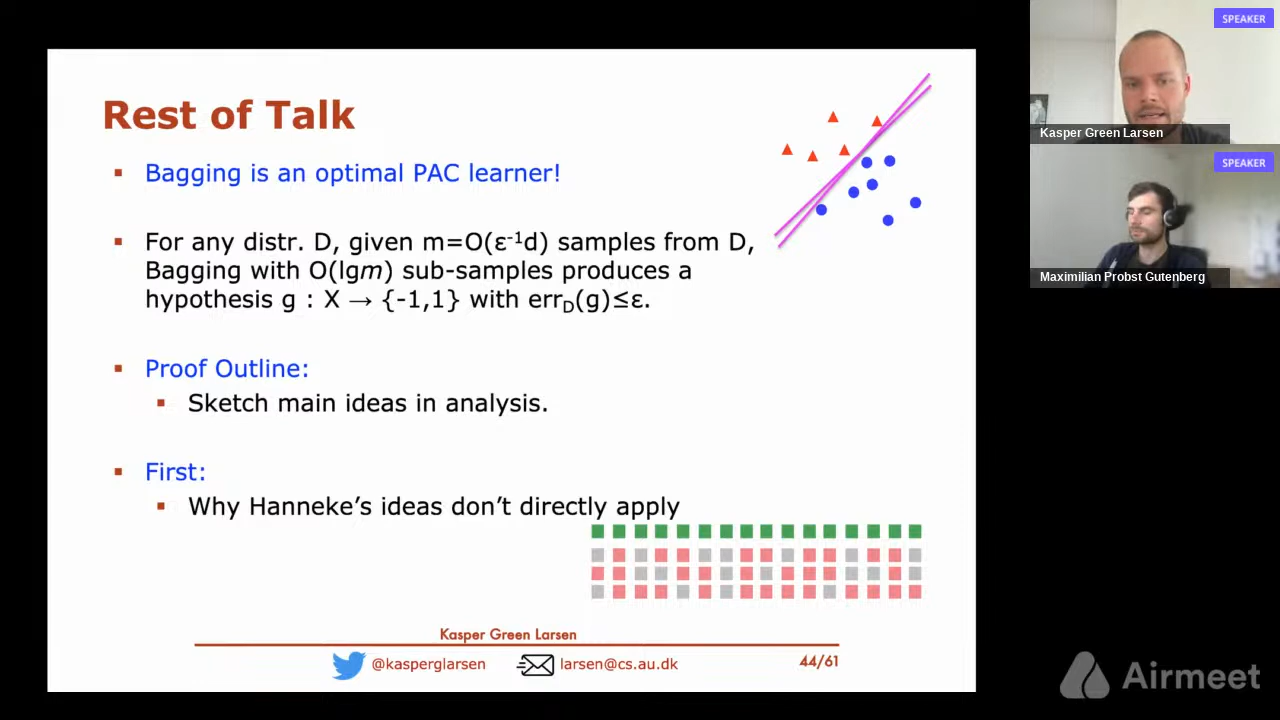 Rest of Talk
Bagging is an optimal PAC learner!
For any distr. D, given m=O(ε⁻¹d) samples from D,
Bagging with O(lgm) sub-samples produces a
hypothesis g : X → {-1,1} with err_D(g)≤ε.
Proof Outline:
Sketch main ideas in analysis.
First:
Why Hanneke's ideas don't directly apply
Kasper Green Larsen
@kasperglarsen
larsen@cs.au.dk
44/61
SPEAKER
Kasper Green Larsen
SPEAKER
Maximilian Probst Gutenberg
Airmeet